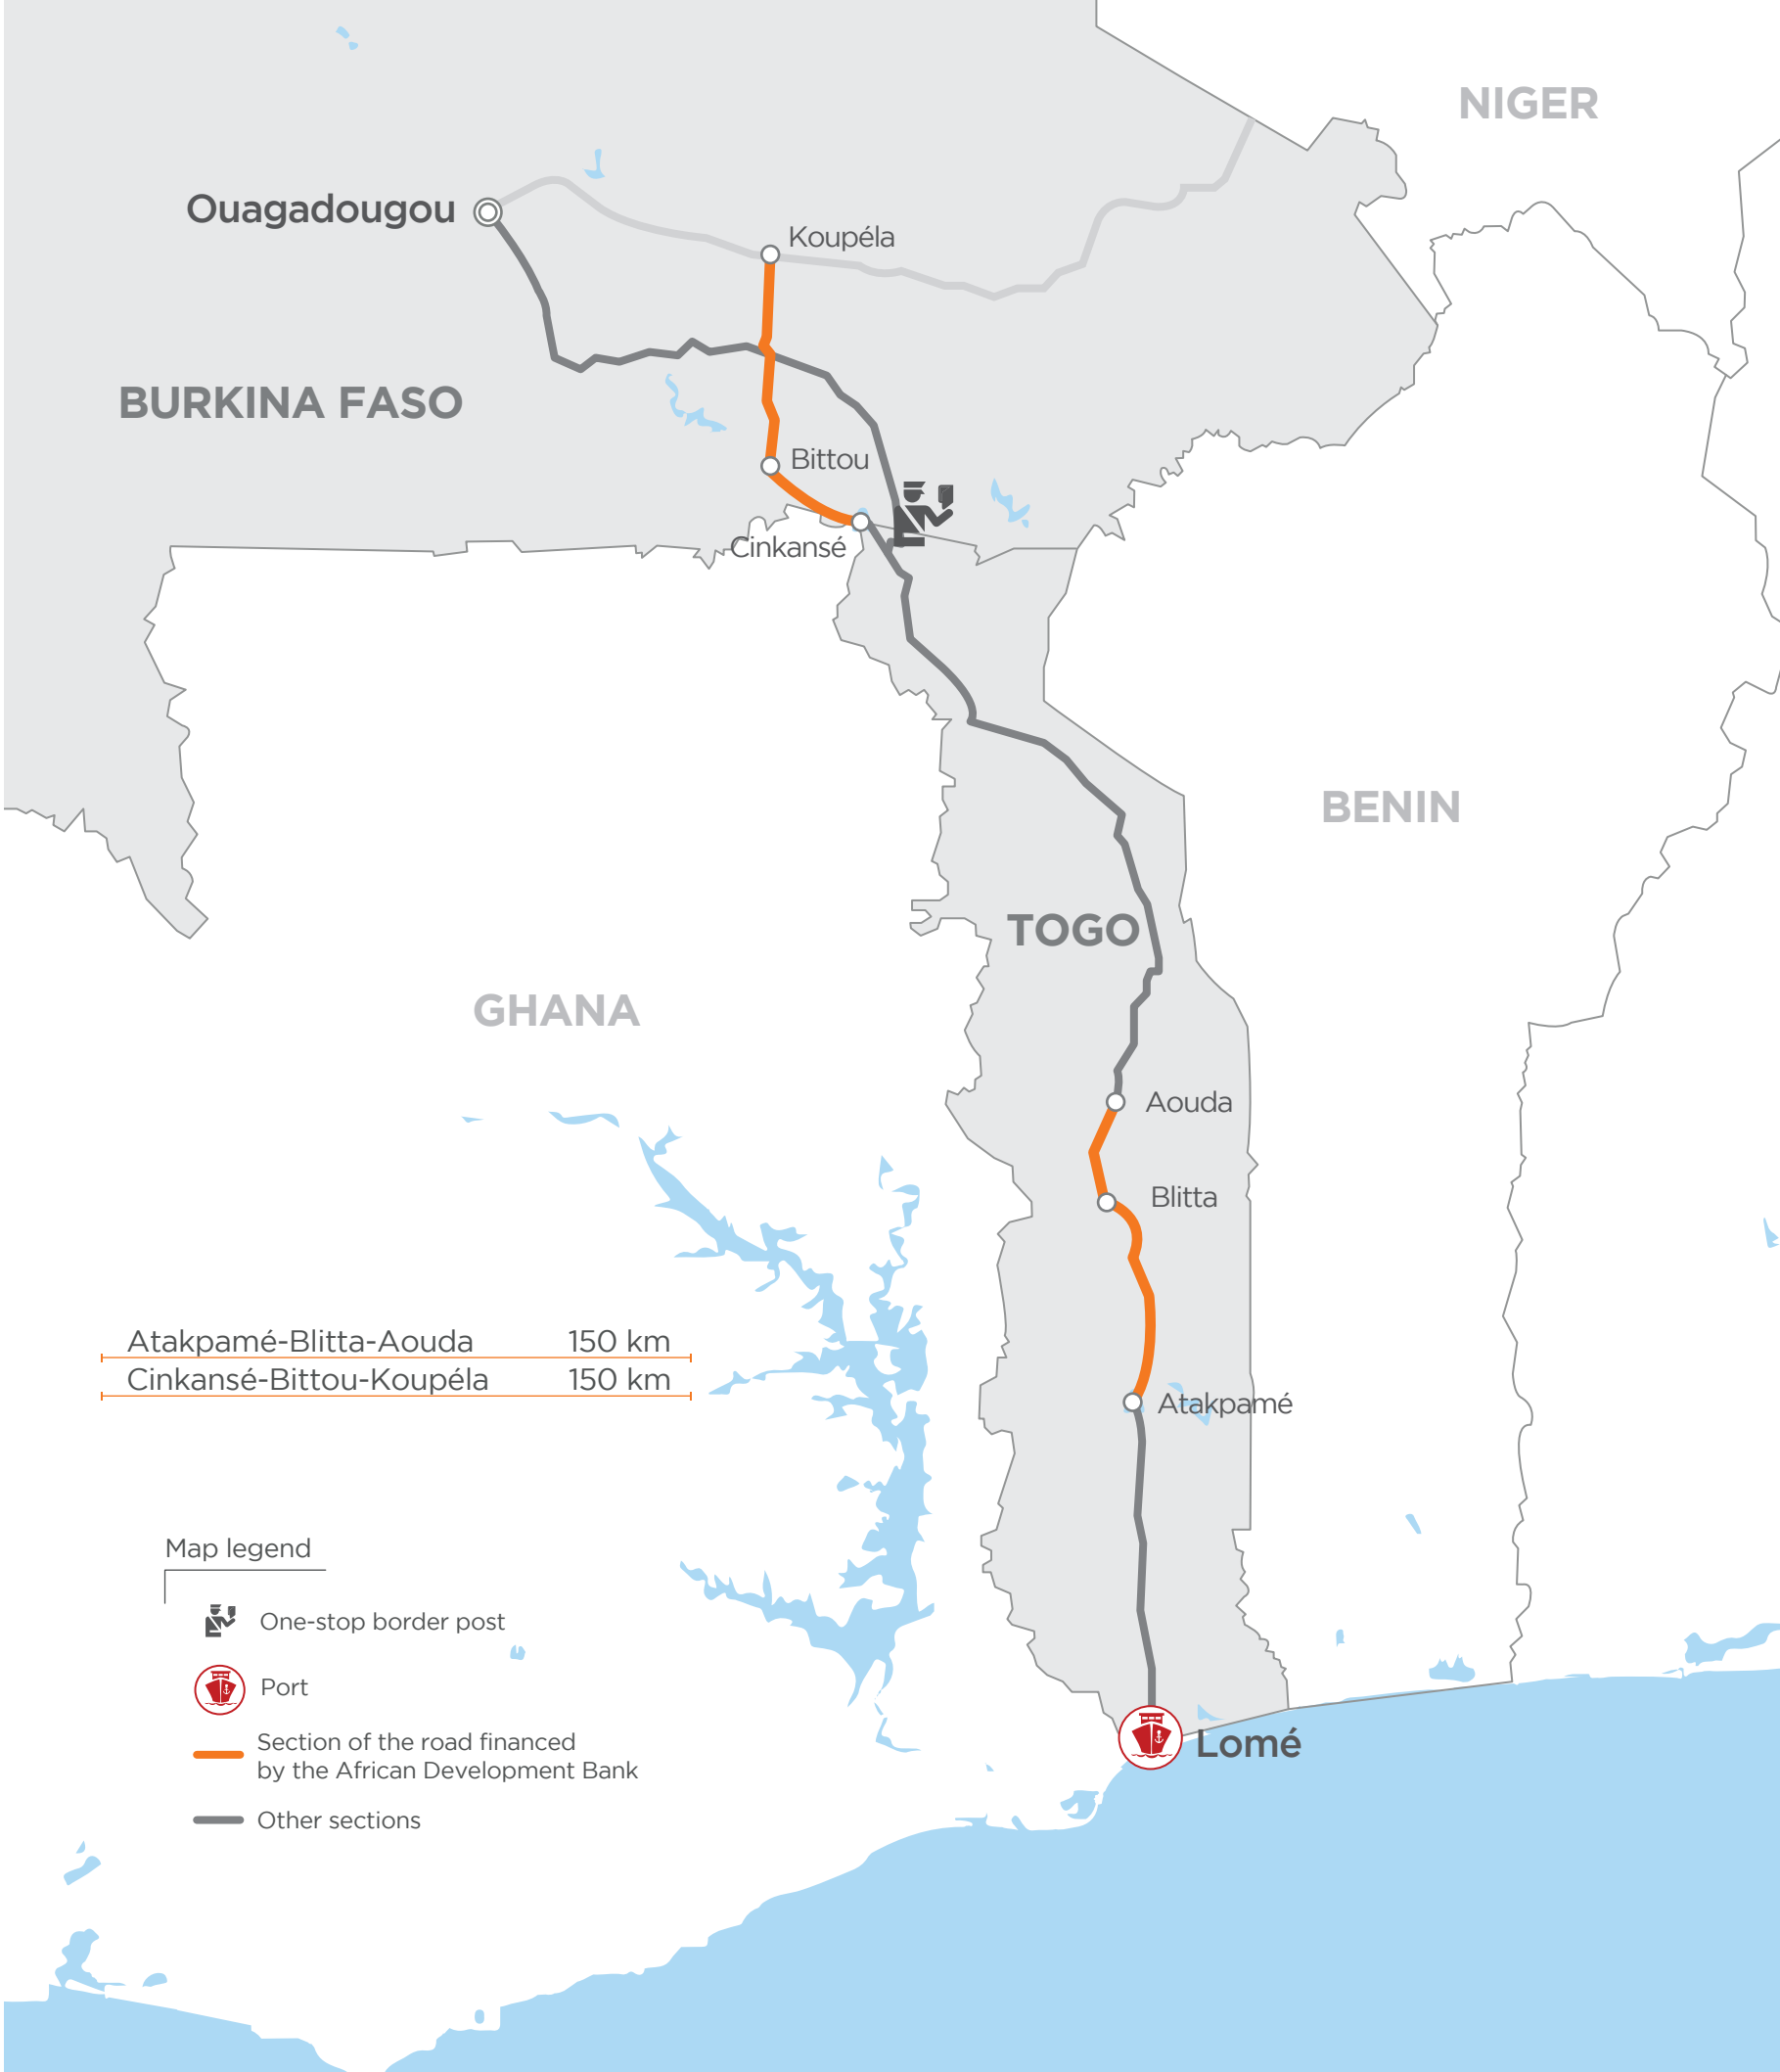 NIGER
Ouagadougou
Koupéla
BURKINA FASO
Bittou
Cinkansé
BENIN
TOGO
GHANA
Aouda
Blitta
Atakpamé-Blitta-Aouda 150 km
Cinkansé-Bittou-Koupéla 150 km
Atakpamé
Map legend
One-stop border post
Port
Section of the road financed
by the African Development Bank
Other sections
Lomé